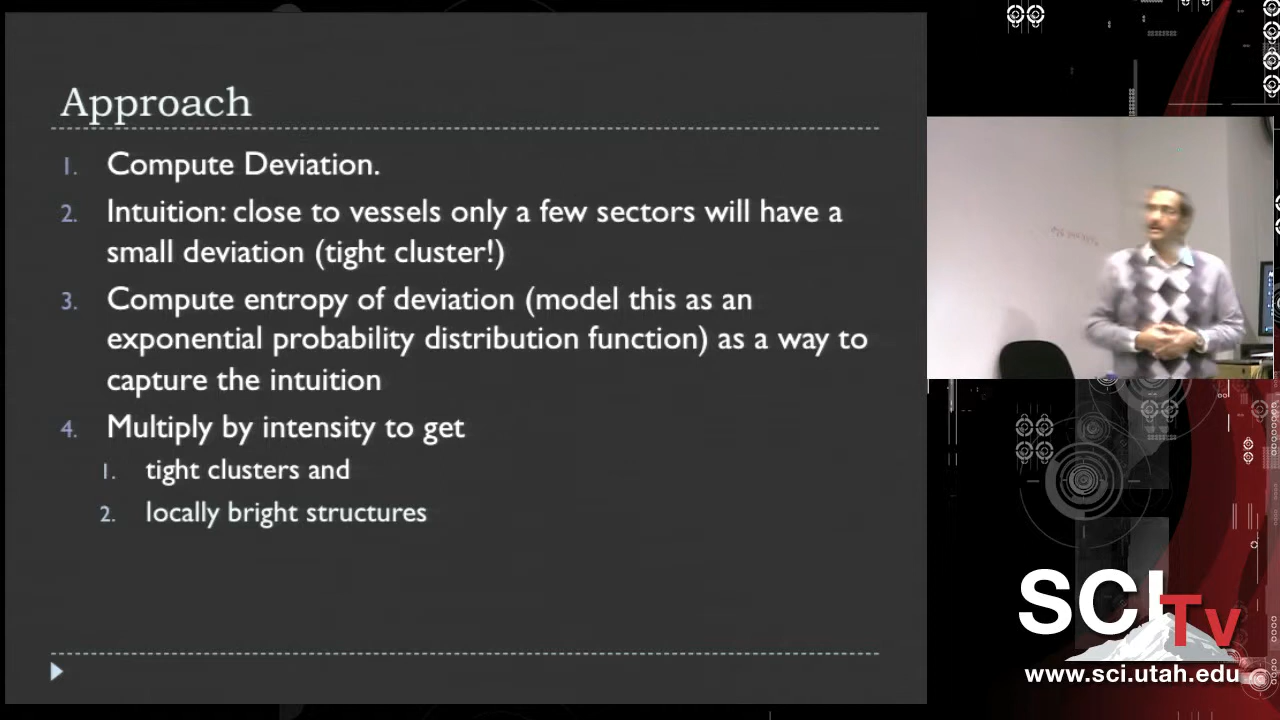 Approach
1. Compute Deviation.
2. Intuition: close to vessels only a few sectors will have a
small deviation (tight cluster!)
3. Compute entropy of deviation (model this as an
exponential probability distribution function) as a way to
capture the intuition
4. Multiply by intensity to get
1. tight clusters and
2. locally bright structures
SCI
Tv
www.sci.utah.edu